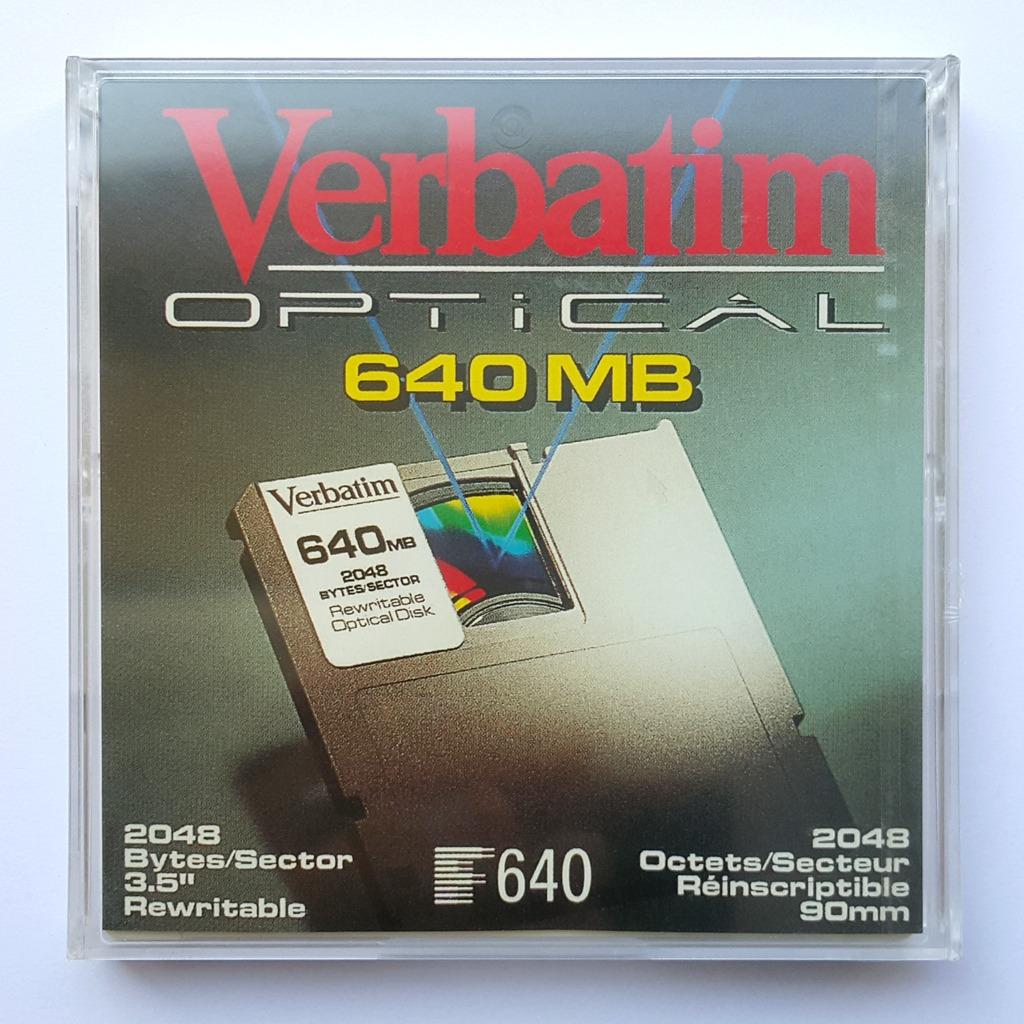 Verbatim
OPTiCAL
640 MB
Verbatim
640MB
2048
BYTES/SECTOR
Rewritable
Optical Disk
2048
Bytes/Sector
3.5"
Rewritable
640
2048
Octets/Secteur
Réinscriptible
90mm